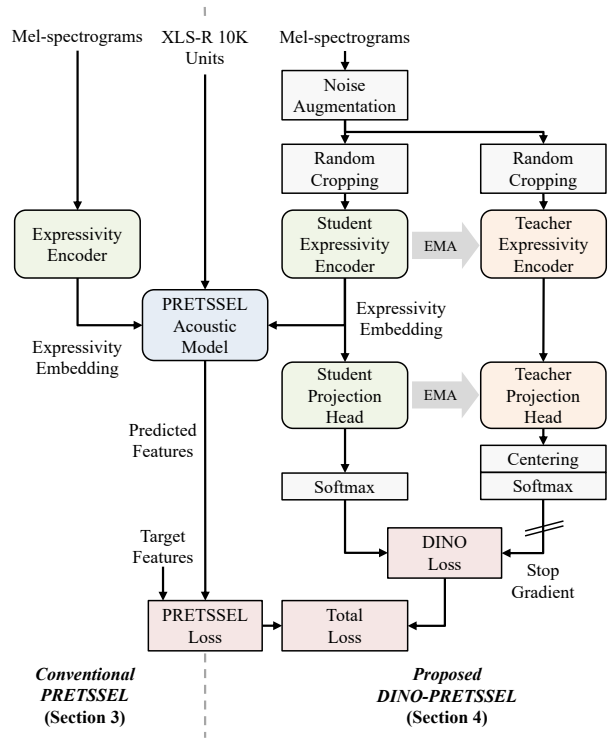 Mel-spectrograms
XLS-R 10K
Units
Mel-spectrograms
Noise
Augmentation
Random
Cropping
Random
Cropping
Expressivity
Encoder
Student
Expressivity
Encoder
EMA
Teacher
Expressivity
Encoder
PRETSSEL
Acoustic
Model
Expressivity
Embedding
Expressivity
Embedding
Student
Projection
Head
EMA
Teacher
Projection
Head
Predicted
Features
Centering
Softmax
Softmax
Target
Features
DINO
Loss
Stop
Gradient
PRETSSEL
Loss
Total
Loss
Conventional
PRETSSEL
(Section 3)
Proposed
DINO-PRETSSEL
(Section 4)